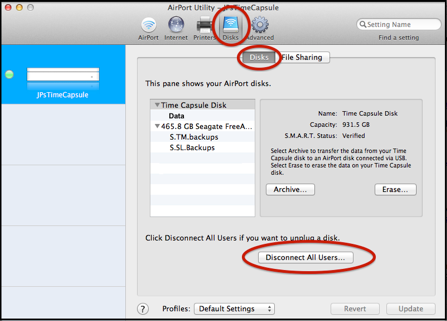 AirPort Utility – JPsTimeCapsule
AirPort Internet Printers Disks Advanced
Setting Name
Find a setting
JPsTimeCapsule
Disks File Sharing
This pane shows your AirPort disks.
Time Capsule Disk
Data
465.8 GB Seagate FreeA...
S.TM.backups
S.SL.Backups
Name: Time Capsule Disk
Capacity: 931.5 GB
S.M.A.R.T. Status: Verified
Select Archive to transfer the data from your Time
Capsule disk to an AirPort disk connected via USB.
Select Erase to erase the data on your Time Capsule
disk.
Archive... Erase...
Click Disconnect All Users if you want to unplug a disk.
Disconnect All Users...
? Profiles: Default Settings Revert Update